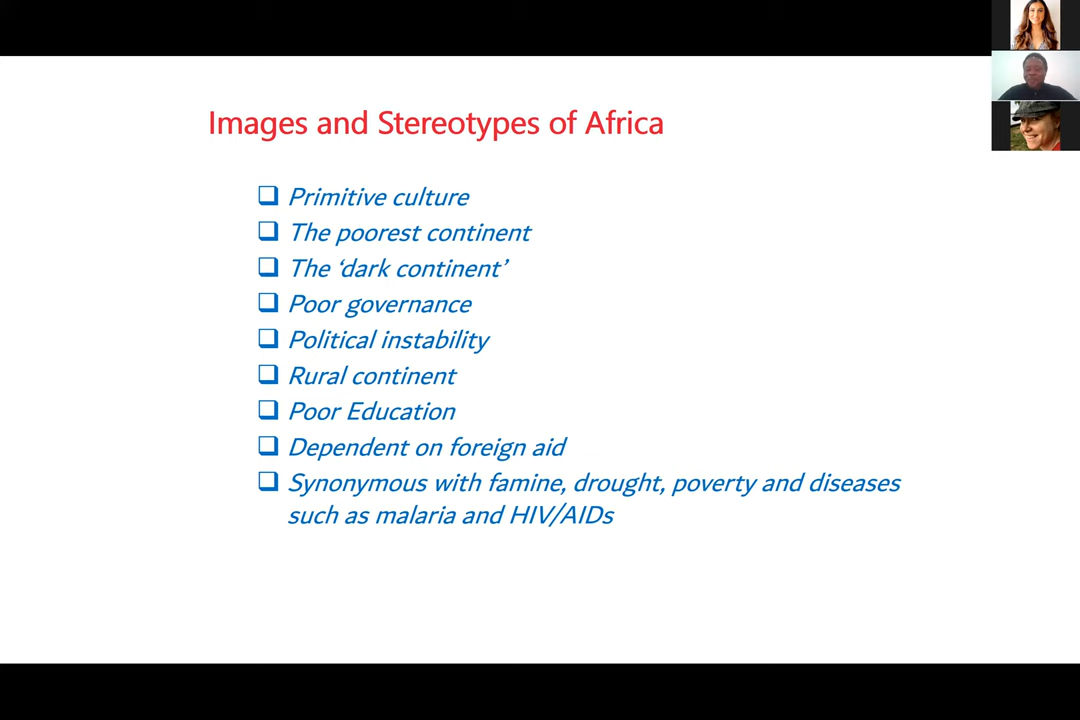 Images and Stereotypes of Africa
Primitive culture
The poorest continent
The ‘dark continent’
Poor governance
Political instability
Rural continent
Poor Education
Dependent on foreign aid
Synonymous with famine, drought, poverty and diseases
such as malaria and HIV/AIDs